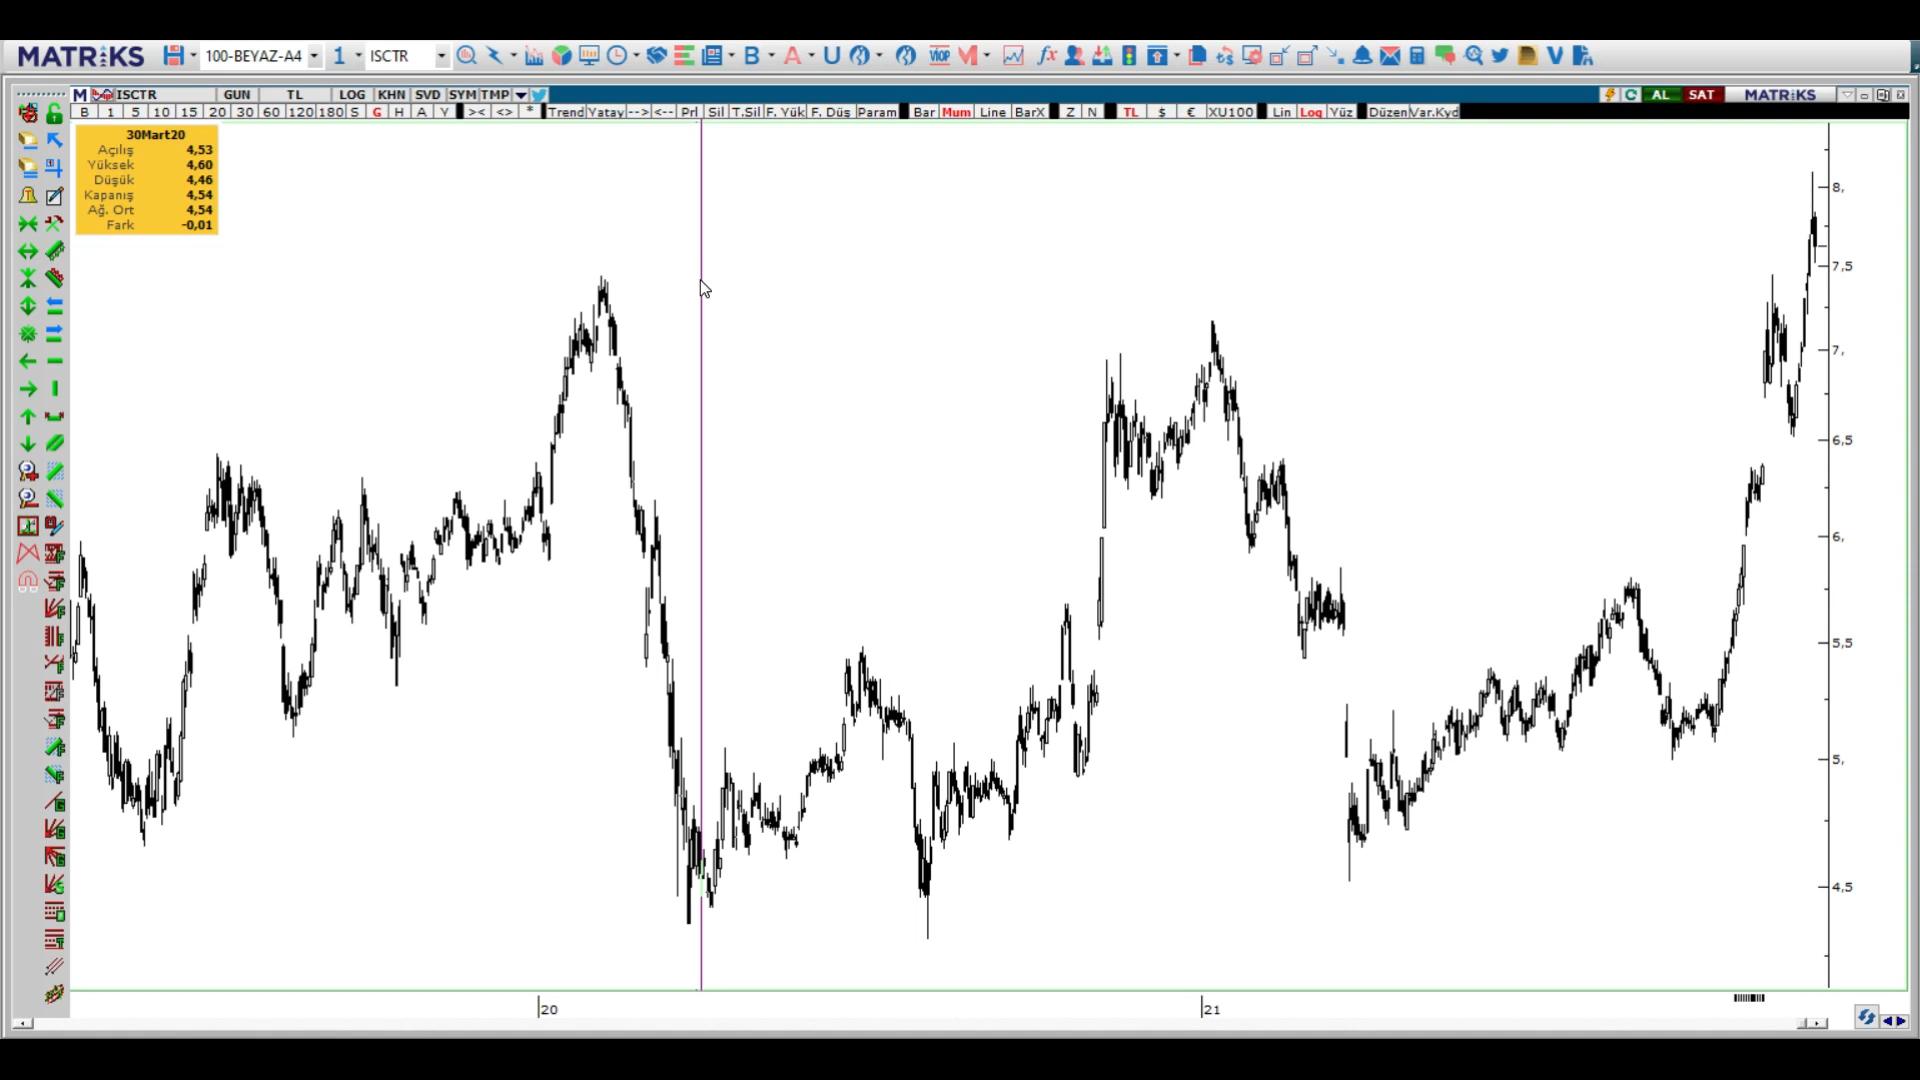 MATRiKS 100-BEYAZ-A4 1 ISCTR B A U VIOP M fx V
M ISCTR GUN TL LOG KHN SVD SYM TMP AL SAT MATRiKS
B 1 5 10 15 20 30 60 120 180 S G H A Y >< <> * Trend Yatay --> <-- Prl Sil T.Sil F. Yük F. Düş Param Bar Mum Line BarX Z N TL $ € XU100 Lin Log Yüz Düzen Var.Kyd
30Mart20
Açılış 4,53
Yüksek 4,60
Düşük 4,46
Kapanış 4,54
Ağ. Ort 4,54
Fark -0,01
8,
7,5
7,
6,5
6,
5,5
5,
4,5
20 21